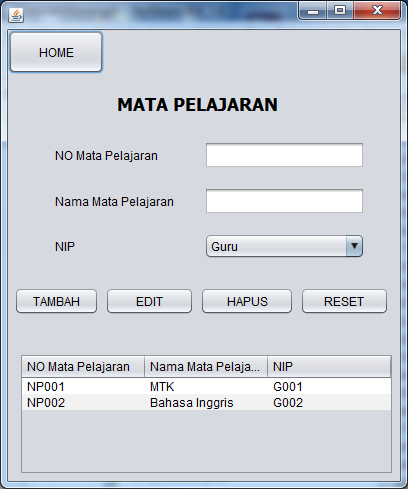 HOME
MATA PELAJARAN
NO Mata Pelajaran
Nama Mata Pelajaran
NIP Guru
TAMBAH EDIT HAPUS RESET
NO Mata Pelajaran Nama Mata Pelaja... NIP
NP001 MTK G001
NP002 Bahasa Inggris G002